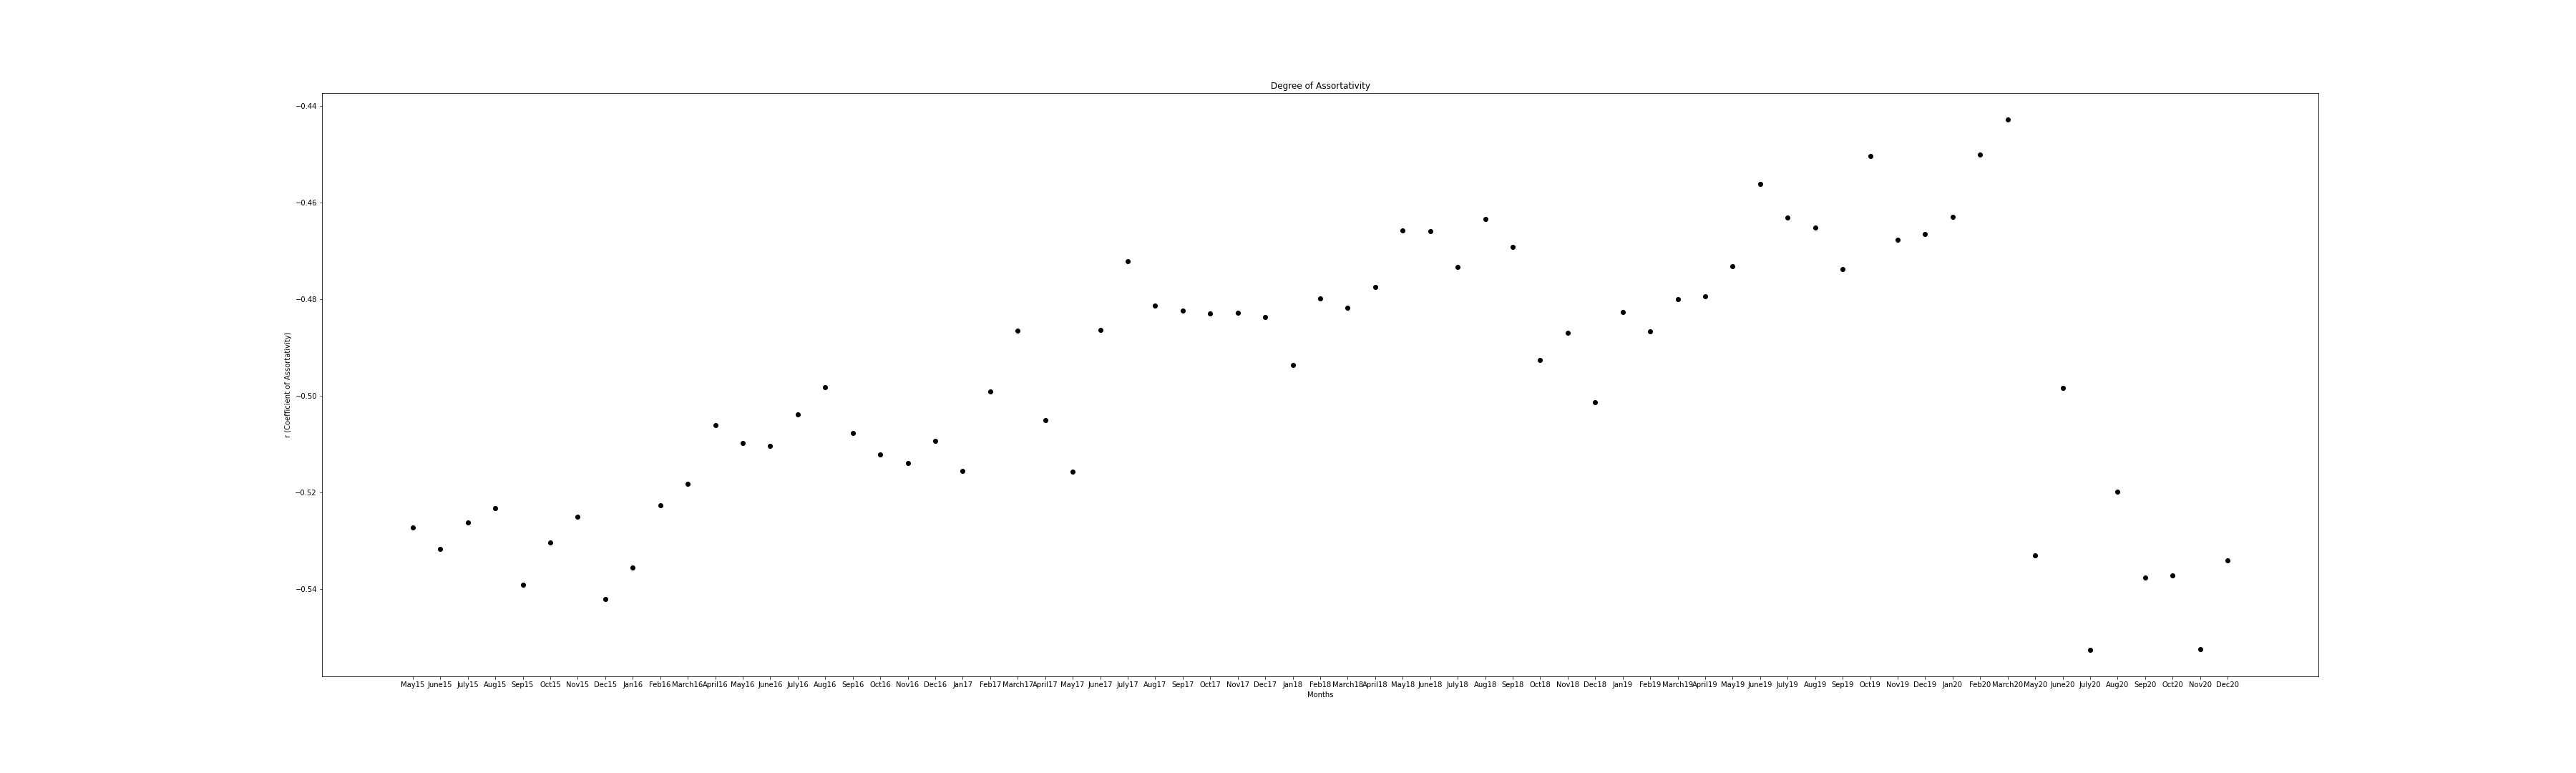 Degree of Assortativity
−0.44
−0.46
−0.48
−0.50
−0.52
−0.54
r (Coefficient of Assortativity)
May15 June15 July15 Aug15 Sep15 Oct15 Nov15 Dec15 Jan16 Feb16 March16 April16 May16 June16 July16 Aug16 Sep16 Oct16 Nov16 Dec16 Jan17 Feb17 March17 April17 May17 June17 July17 Aug17 Sep17 Oct17 Nov17 Dec17 Jan18 Feb18 March18 April18 May18 June18 July18 Aug18 Sep18 Oct18 Nov18 Dec18 Jan19 Feb19 March19 April19 May19 June19 July19 Aug19 Sep19 Oct19 Nov19 Dec19 Jan20 Feb20 March20 May20 June20 July20 Aug20 Sep20 Oct20 Nov20 Dec20
Months